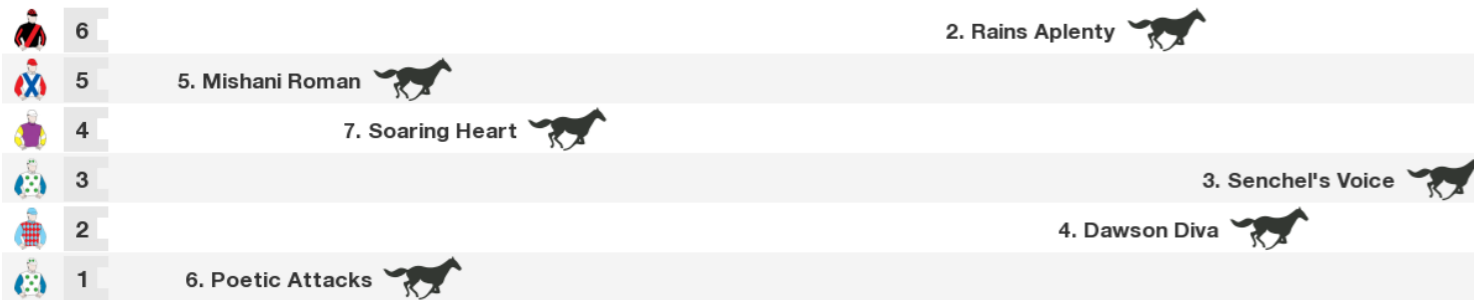 6 2. Rains Aplenty
5 5. Mishani Roman
4 7. Soaring Heart
3 3. Senchel's Voice
2 4. Dawson Diva
1 6. Poetic Attacks